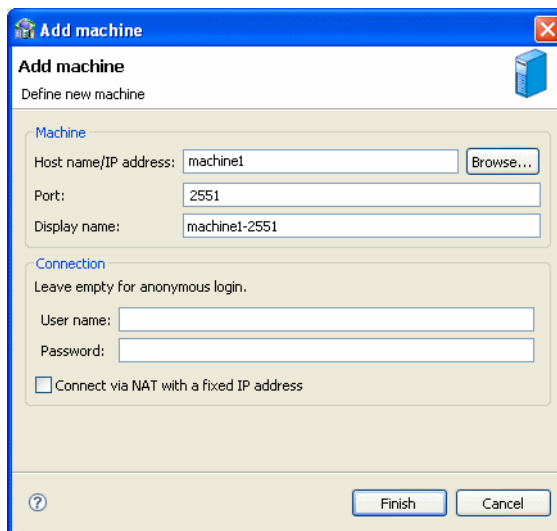 Add machine
Add machine
Define new machine
Machine
Host name/IP address: machine1 Browse...
Port: 2551
Display name: machine1-2551
Connection
Leave empty for anonymous login.
User name:
Password:
Connect via NAT with a fixed IP address
? Finish Cancel